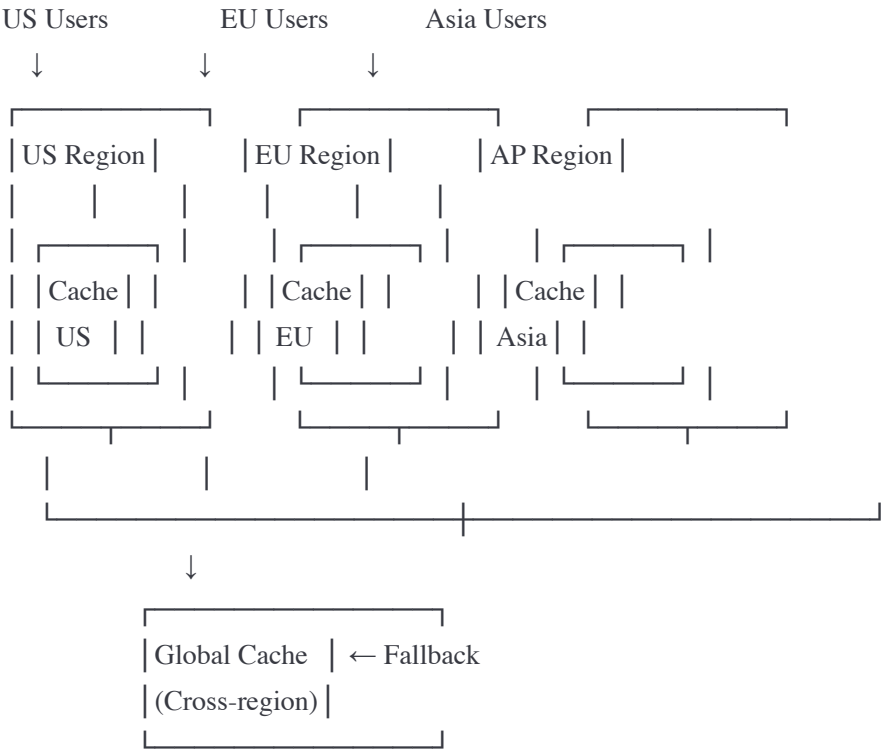 US Users EU Users Asia Users
↓ ↓ ↓
US Region EU Region AP Region
Cache Cache Cache
US EU Asia
↓
Global Cache ← Fallback
(Cross-region)